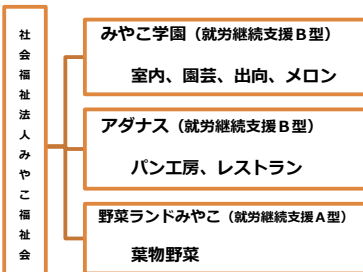 社会福祉法人みやこ福祉会
みやこ学園（就労継続支援Ｂ型）
室内、園芸、出向、メロン
アダナス（就労継続支援Ｂ型）
パン工房、レストラン
野菜ランドみやこ（就労継続支援Ａ型）
葉物野菜